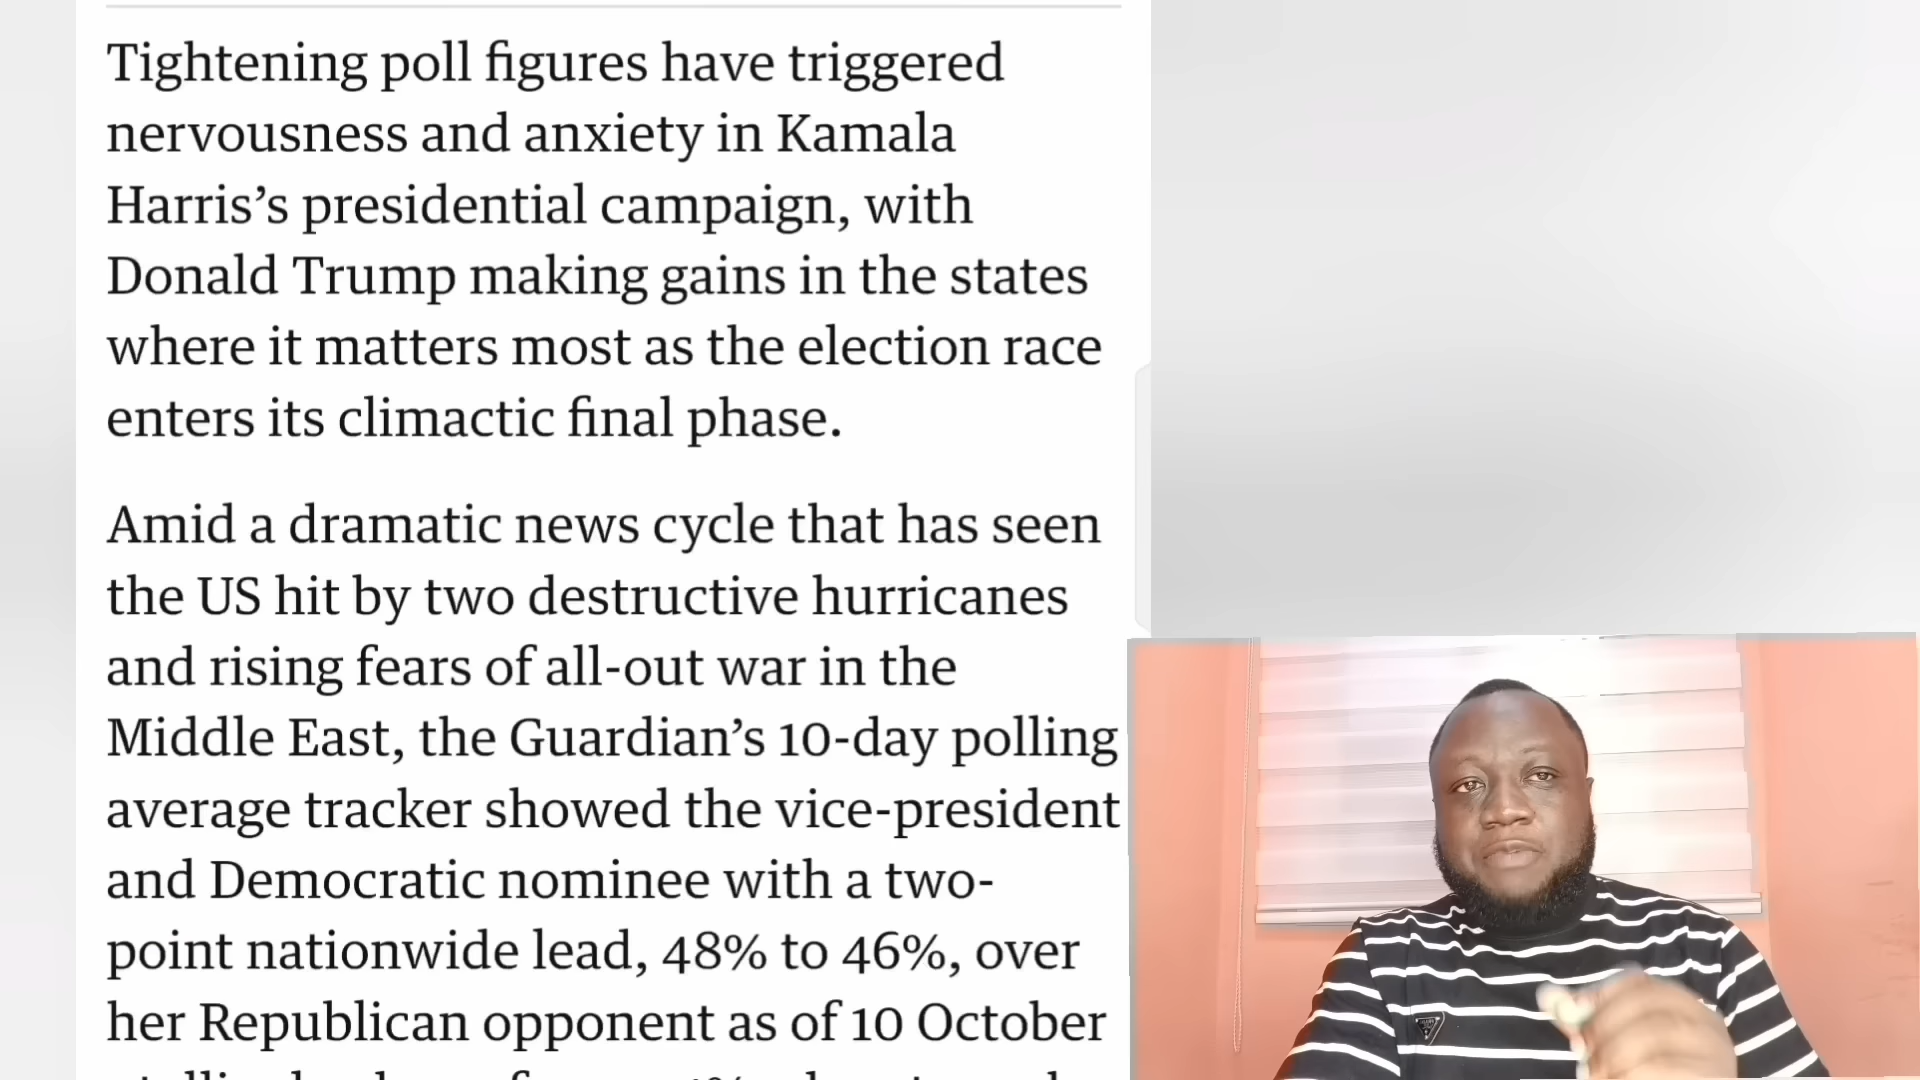 Tightening poll figures have triggered
nervousness and anxiety in Kamala
Harris’s presidential campaign, with
Donald Trump making gains in the states
where it matters most as the election race
enters its climactic final phase.
Amid a dramatic news cycle that has seen
the US hit by two destructive hurricanes
and rising fears of all-out war in the
Middle East, the Guardian’s 10-day polling
average tracker showed the vice-president
and Democratic nominee with a two-
point nationwide lead, 48% to 46%, over
her Republican opponent as of 10 October